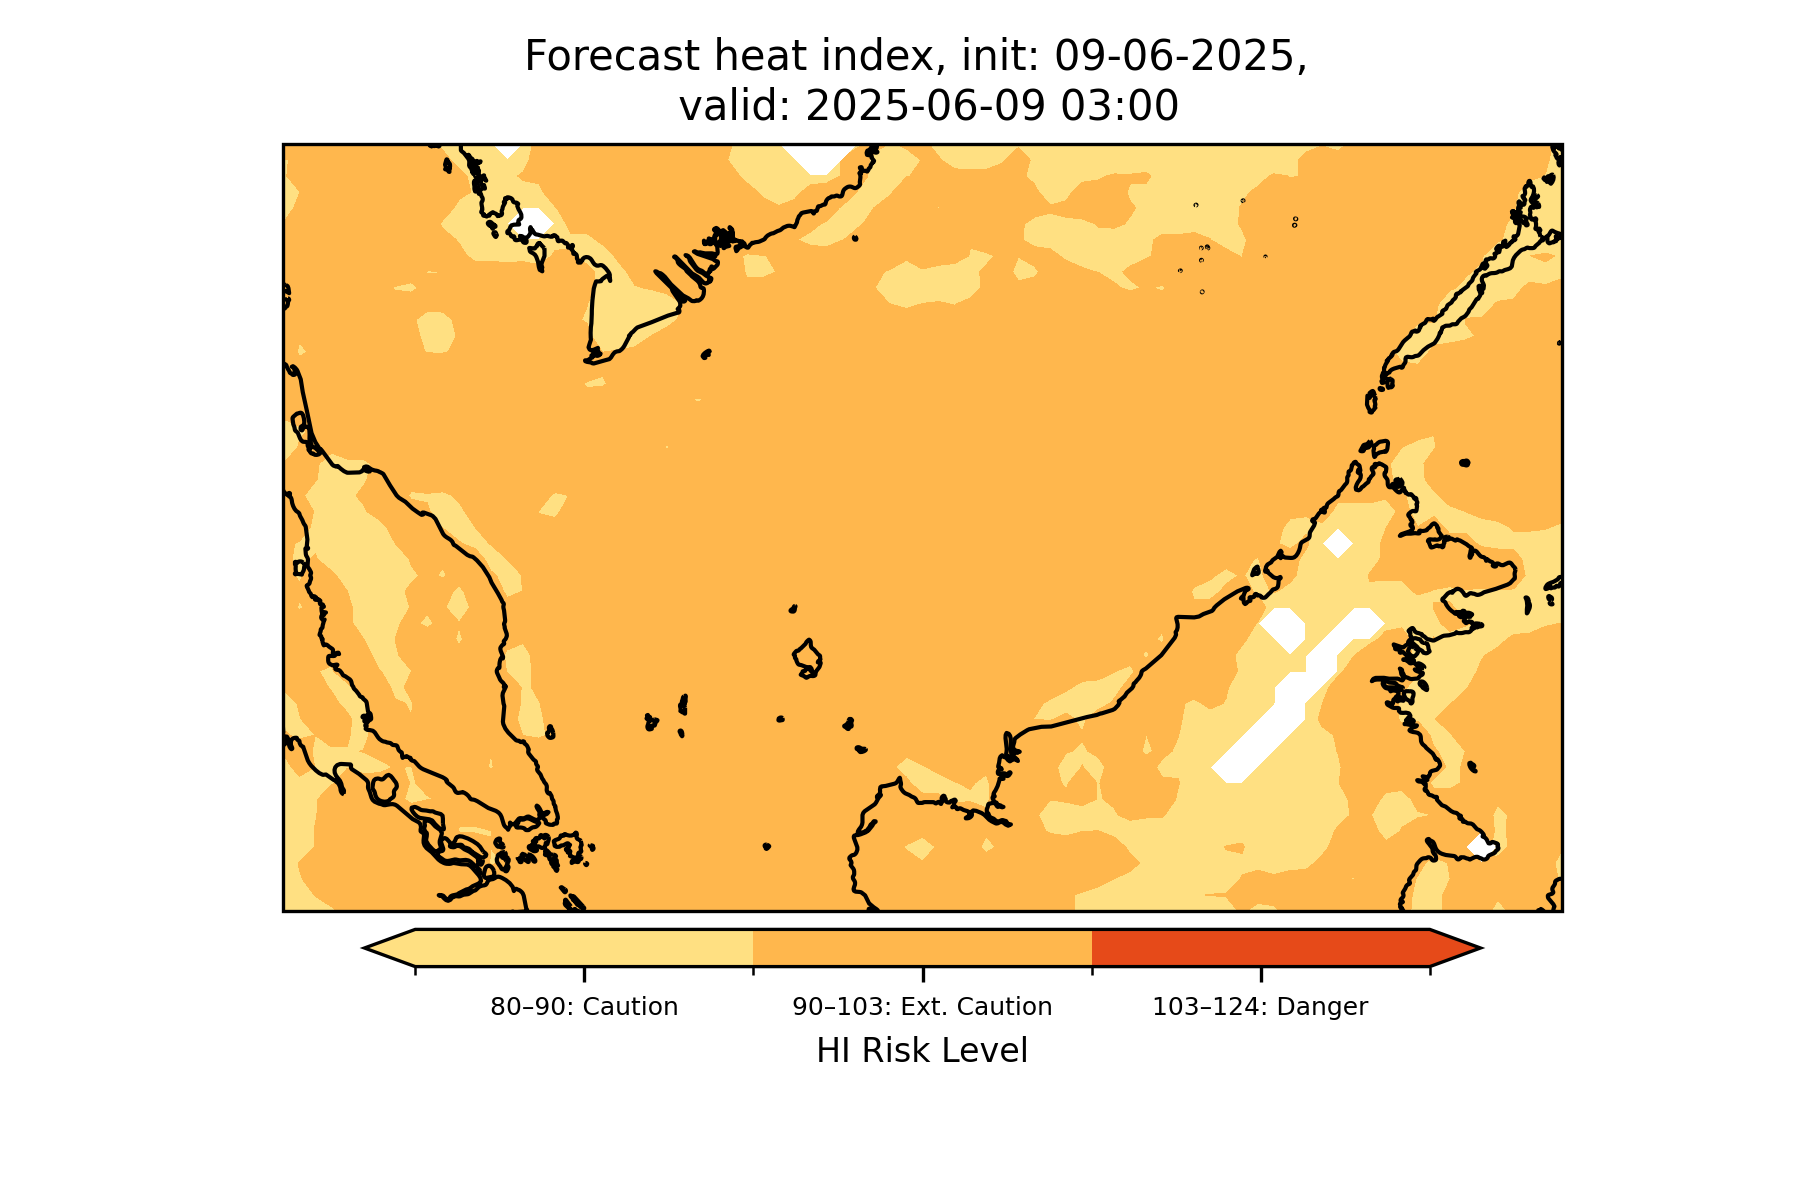 Forecast heat index, init: 09-06-2025,
valid: 2025-06-09 03:00
80–90: Caution
90–103: Ext. Caution
103–124: Danger
HI Risk Level